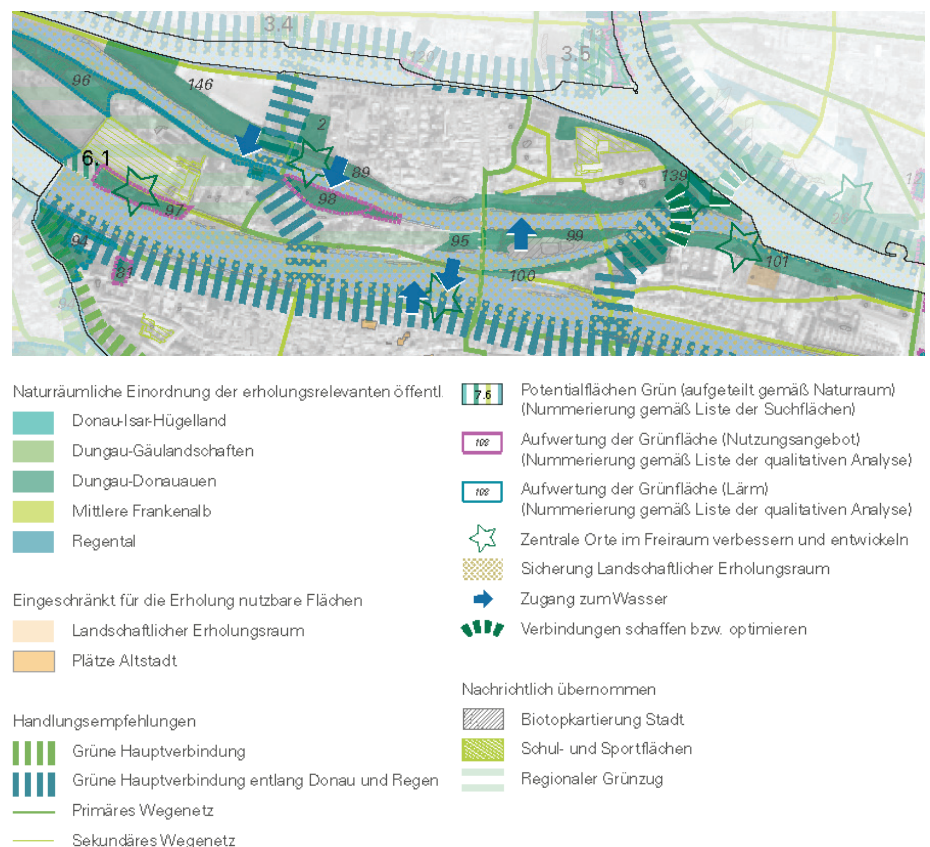 3.4
3.5
96
146
2
6.1
89
98
97
139
95
99
94
81
100
101
Naturräumliche Einordnung der erholungsrelevanten öffentl.
Donau-Isar-Hügelland
Dungau-Gäulandschaften
Dungau-Donauauen
Mittlere Frankenalb
Regental
Eingeschränkt für die Erholung nutzbare Flächen
Landschaftlicher Erholungsraum
Plätze Altstadt
Handlungsempfehlungen
Grüne Hauptverbindung
Grüne Hauptverbindung entlang Donau und Regen
Primäres Wegenetz
Sekundäres Wegenetz
7.6 Potentialflächen Grün (aufgeteilt gemäß Naturraum)
(Nummerierung gemäß Liste der Suchflächen)
108 Aufwertung der Grünfläche (Nutzungsangebot)
(Nummerierung gemäß Liste der qualitativen Analyse)
108 Aufwertung der Grünfläche (Lärm)
(Nummerierung gemäß Liste der qualitativen Analyse)
Zentrale Orte im Freiraum verbessern und entwickeln
Sicherung Landschaftlicher Erholungsraum
Zugang zum Wasser
Verbindungen schaffen bzw. optimieren
Nachrichtlich übernommen
Biotopkartierung Stadt
Schul- und Sportflächen
Regionaler Grünzug